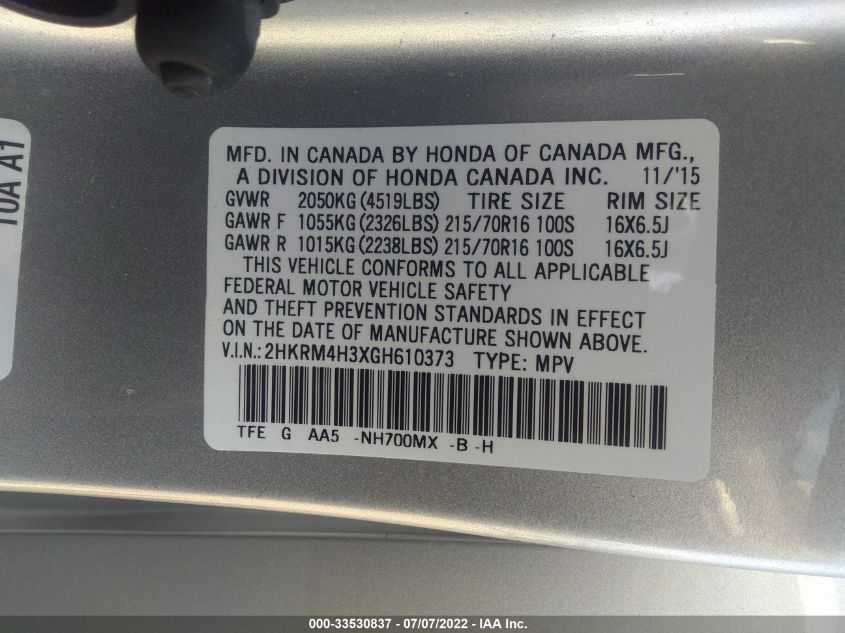 10A A1
MFD. IN CANADA BY HONDA OF CANADA MFG.,
A DIVISION OF HONDA CANADA INC. 11/'15
GVWR 2050KG (4519LBS) TIRE SIZE RIM SIZE
GAWR F 1055KG (2326LBS) 215/70R16 100S 16X6.5J
GAWR R 1015KG (2238LBS) 215/70R16 100S 16X6.5J
THIS VEHICLE CONFORMS TO ALL APPLICABLE
FEDERAL MOTOR VEHICLE SAFETY
AND THEFT PREVENTION STANDARDS IN EFFECT
ON THE DATE OF MANUFACTURE SHOWN ABOVE.
V.I.N.: 2HKRM4H3XGH610373 TYPE: MPV
TFE G AA5 -NH700MX -B -H
000-33530837 - 07/07/2022 - IAA Inc.